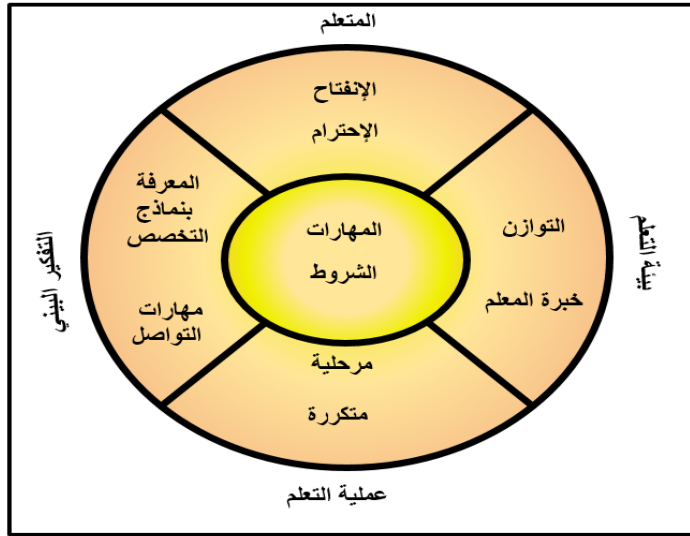 المتعلم
الإنفتاح
الإحترام
بيئة التعلم
التوازن
خبرة المعلم
المهارات
الشروط
المعرفة
بنماذج
التخصص
مهارات
التواصل
التفكير البيني
مرحلية
متكررة
عملية التعلم